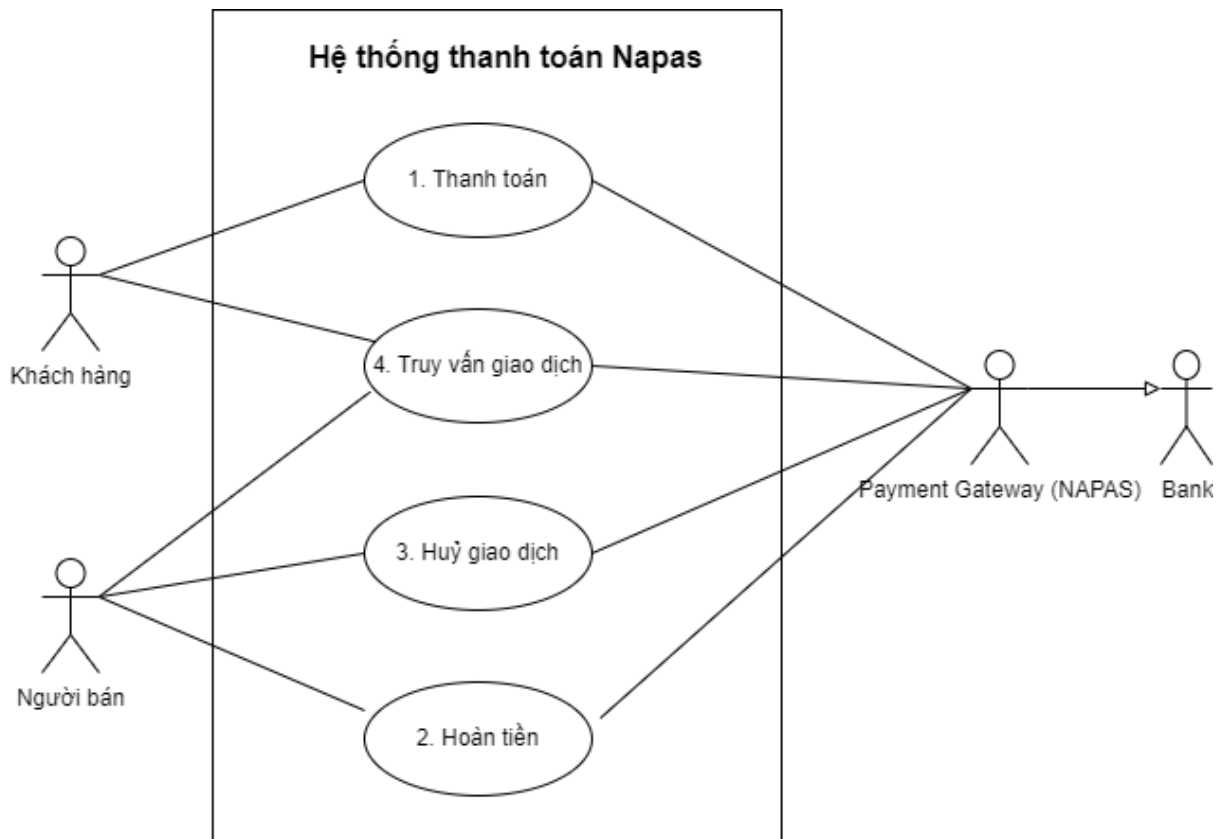 Hệ thống thanh toán Napas
1. Thanh toán
4. Truy vấn giao dịch
Khách hàng
Payment Gateway (NAPAS)
Bank
3. Huỷ giao dịch
Người bán
2. Hoàn tiền